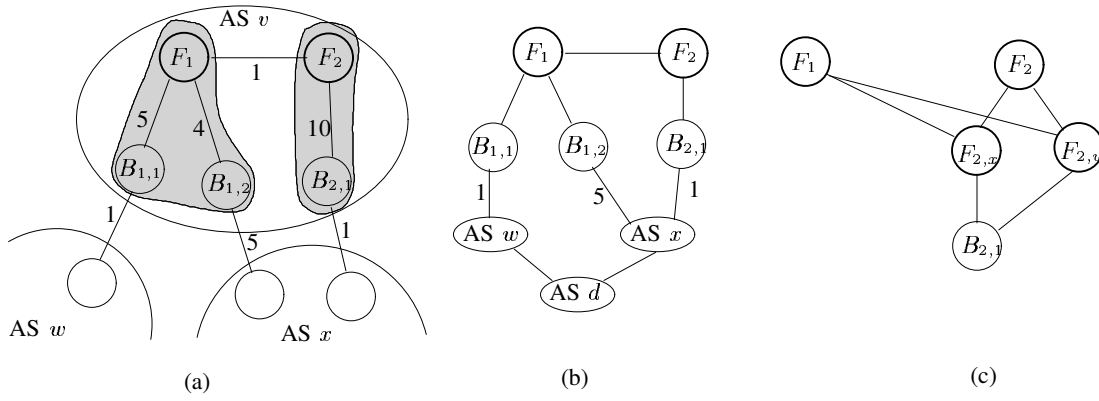 AS v
F1 F2
1
5 4 10
B1,1 B1,2 B2,1
1 5 1
AS w AS x
(a)
F1 F2
B1,1 B1,2 B2,1
1 5 1
AS w AS x
AS d
(b)
F1 F2
F2,x
B2,1
(c)